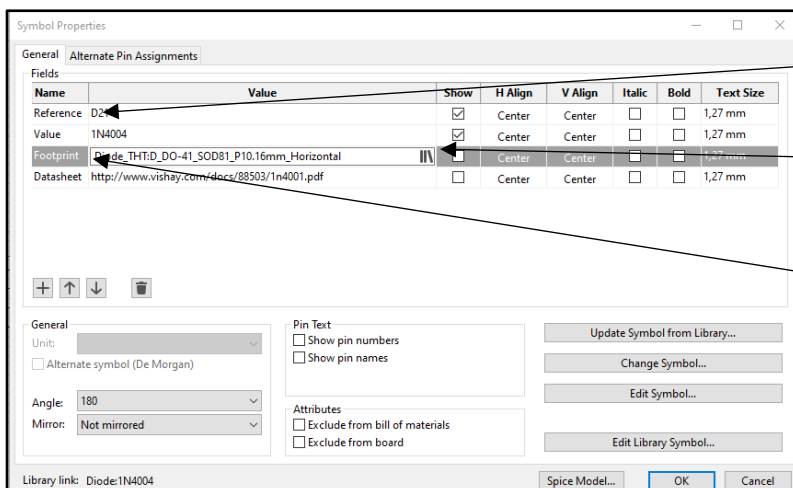 Symbol Properties
General Alternate Pin Assignments
Fields
Name Value Show H Align V Align Italic Bold Text Size
Reference Center Center 1,27 mm
Value 1N4004 Center Center 1,27 mm
Footprint Diode_THT:D_DO-41_SOD81_P10.16mm_Horizontal Center Center 1,27 mm
Datasheet http://www.vishay.com/docs/88503/1n4001.pdf Center Center 1,27 mm
General
Pin Text
Unit:
Show pin numbers
Update Symbol from Library...
Alternate symbol (De Morgan)
Show pin names
Change Symbol...
Edit Symbol...
Angle: 180
Attributes
Mirror: Not mirrored
Exclude from bill of materials
Exclude from board
Edit Library Symbol...
Library link: Diode:1N4004
Spice Model... OK Cancel